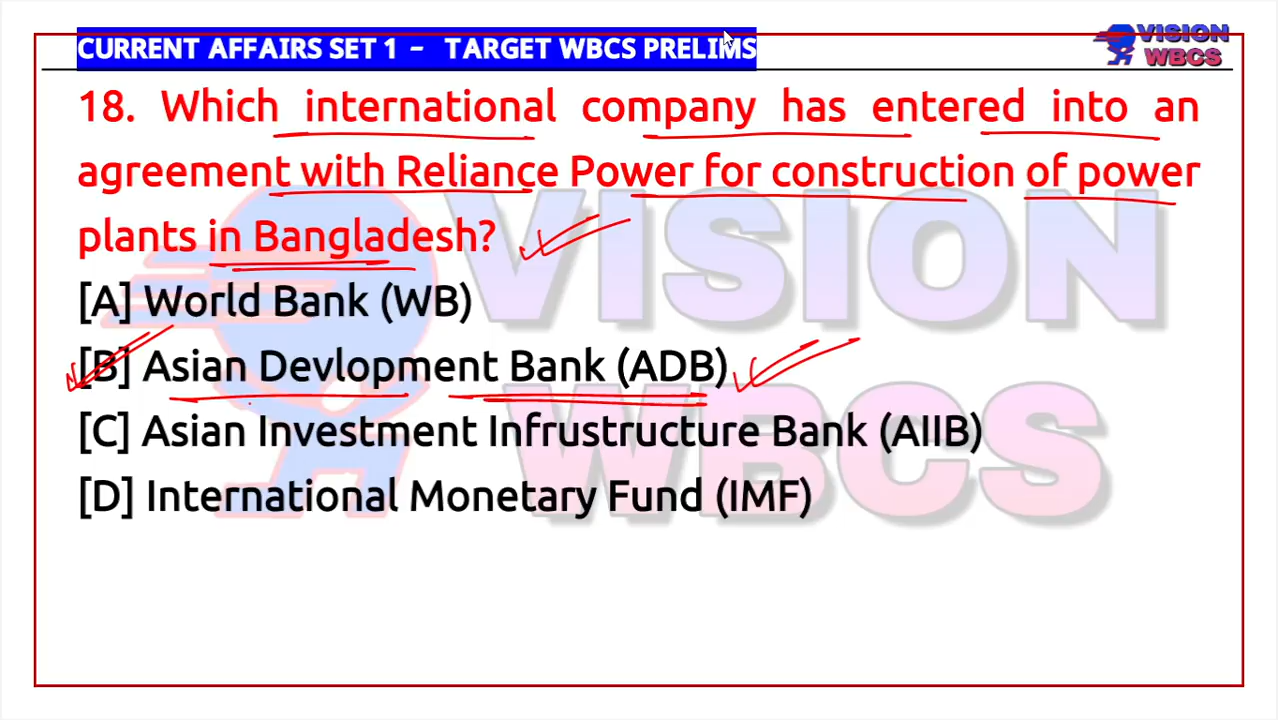 CURRENT AFFAIRS SET 1 – TARGET WBCS PRELIMS
VISION
WBCS
18. Which international company has entered into an
agreement with Reliance Power for construction of power
plants in Bangladesh?
[A] World Bank (WB)
[B] Asian Devlopment Bank (ADB)
[C] Asian Investment Infrustructure Bank (AIIB)
[D] International Monetary Fund (IMF)
VISION
WBCS